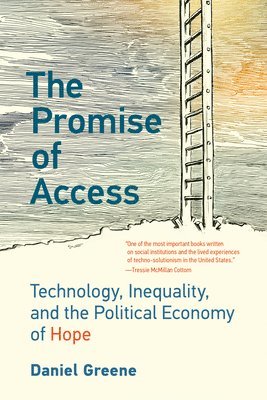 The
Promise
of
Access
"One of the most important books written
on social institutions and the lived experiences
of techno-solutionism in the United States."
—Tressie McMillan Cottom
Technology, Inequality,
and the Political Economy
of Hope
Daniel Greene